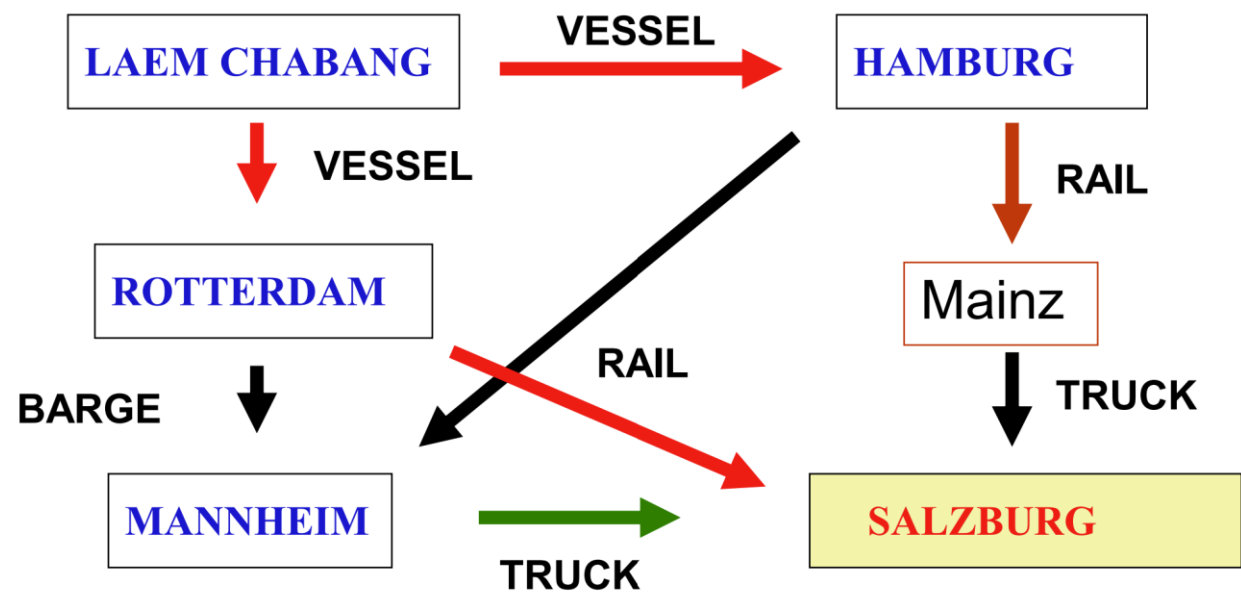 VESSEL
LAEM CHABANG
HAMBURG
VESSEL
RAIL
ROTTERDAM
Mainz
RAIL
BARGE
TRUCK
MANNHEIM
SALZBURG
TRUCK